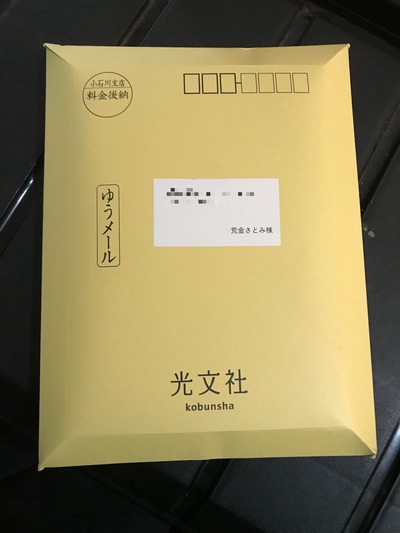 小石川支店
料金後納
ゆうメール
荒金さとみ様
光文社
kobunsha